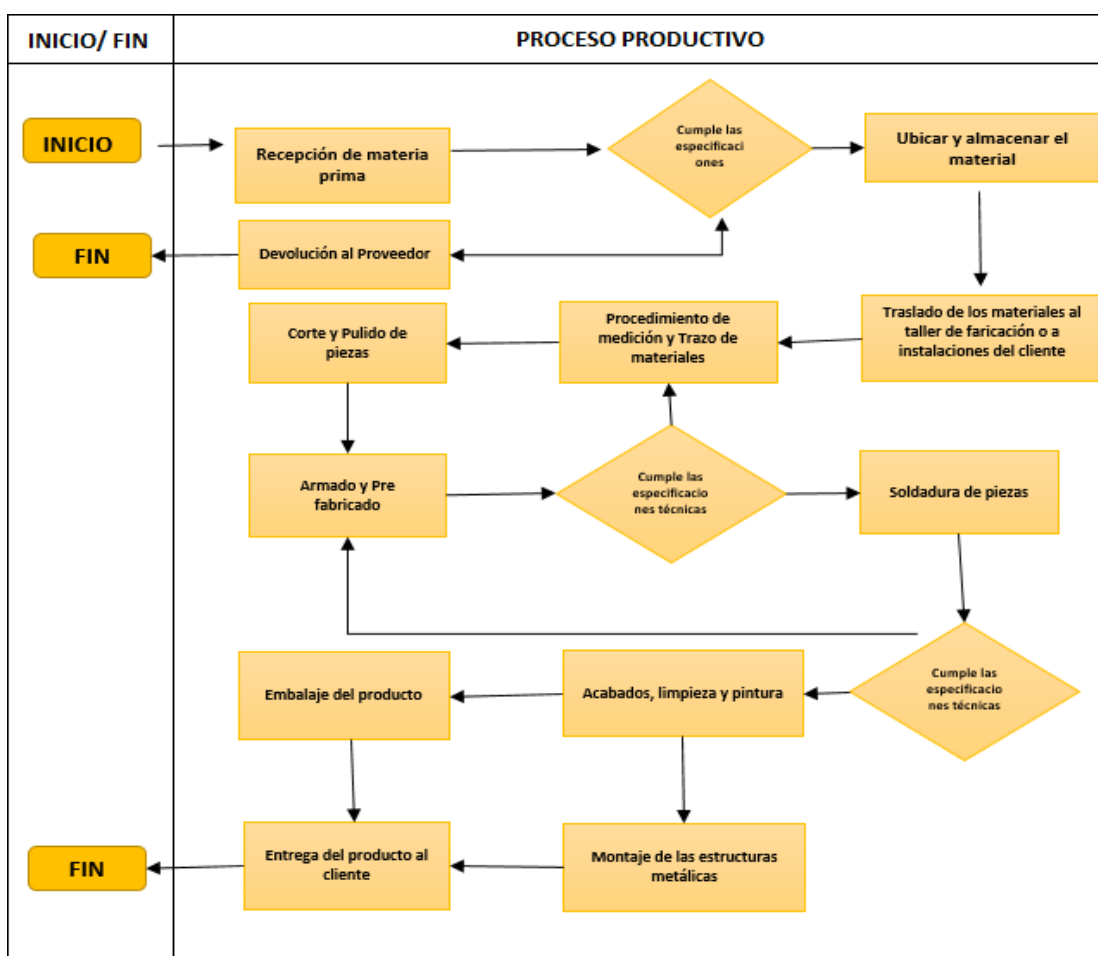 INICIO/ FIN
PROCESO PRODUCTIVO
INICIO
Recepción de materia
prima
Cumple las
especificaci
ones
Ubicar y almacenar el
material
FIN
Devolución al Proveedor
Corte y Pulido de
piezas
Procedimiento de
medición y Trazo de
materiales
Traslado de los materiales al
taller de faricación o a
instalaciones del cliente
Armado y Pre
fabricado
Cumple las
especificacio
nes técnicas
Soldadura de piezas
Embalaje del producto
Acabados, limpieza y pintura
Cumple las
especificacio
nes técnicas
FIN
Entrega del producto al
cliente
Montaje de las estructuras
metálicas